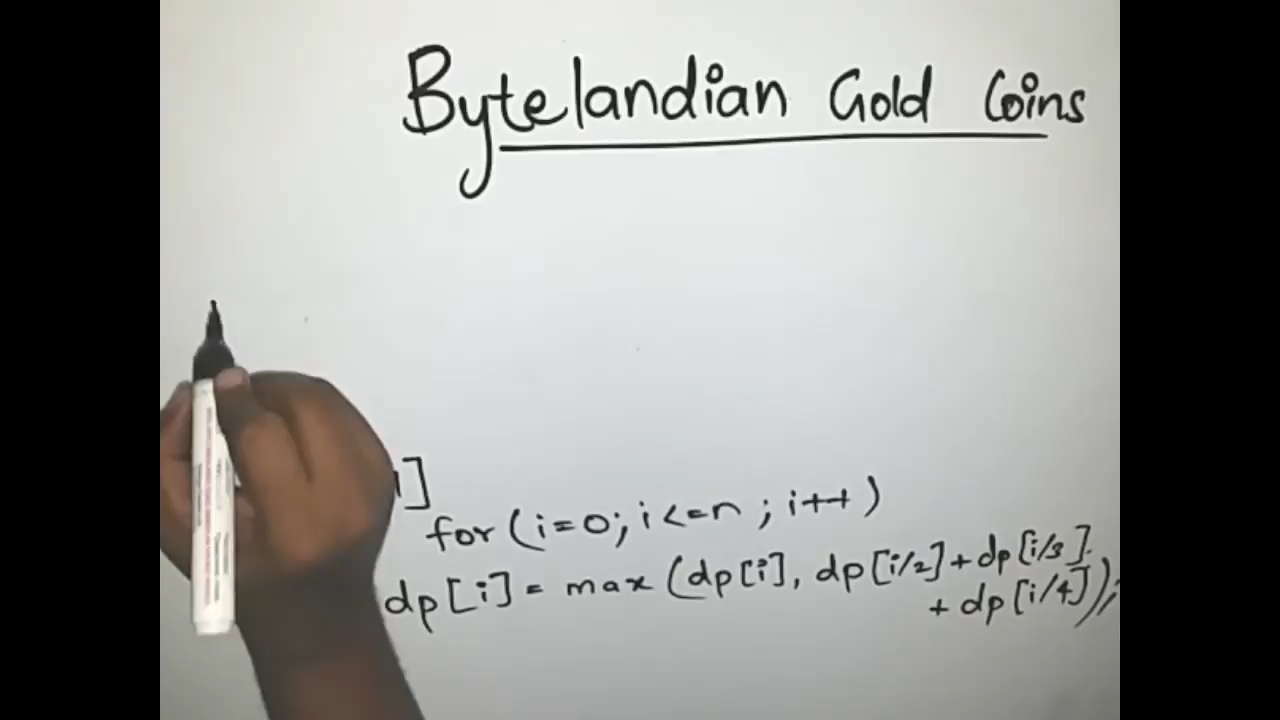 Bytelandian Gold Coins
]
for (i=0; i<=n ; i++)
dp[i] = max (dp[i], dp[i/2] + dp[i/3]
+ dp[i/4]);